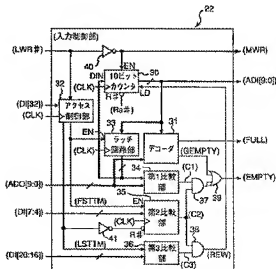 22
(入力制御部)
(LWR#)
(MWR)
40
EN
DIN
10ビット
カウンタ
30
(ADI[9:0])
32
R#
LD
(DI[32])
(CLK)
アクセス
制御部
(Ra#)
33
31
EN
ラッチ
回路部
デコーダ
(FULL)
(CLK)
(GEMPTY)
(EMPTY)
34
(ADO[9:0])
第1比較部
(C1)
37
39
35
(FSTTIM)
EN
(DI[7:4])
第2比較部
(CLK)
(C2)
38
41
R#
36
(LSTTIM)
(DI[20:16])
第3比較部
(C3)
(REW)